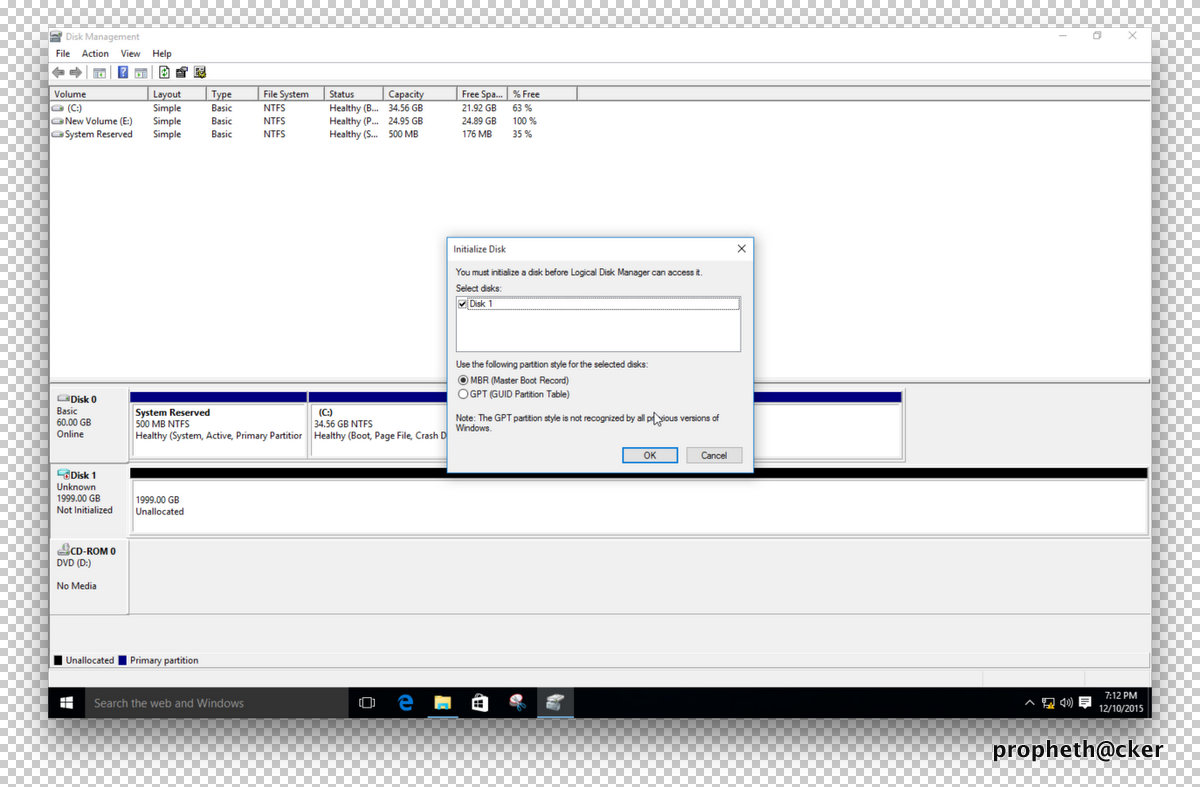 Disk Management
File Action View Help
Volume Layout Type File System Status Capacity Free Spa... % Free
(C:) Simple Basic NTFS Healthy (B... 34.56 GB 21.92 GB 63 %
New Volume (E:) Simple Basic NTFS Healthy (P... 24.95 GB 24.89 GB 100 %
System Reserved Simple Basic NTFS Healthy (S... 500 MB 176 MB 35 %
Initialize Disk
You must initialize a disk before Logical Disk Manager can access it.
Select disks:
Disk 1
Use the following partition style for the selected disks:
MBR (Master Boot Record)
GPT (GUID Partition Table)
Note: The GPT partition style is not recognized by all previous versions of
Windows.
OK Cancel
Disk 0
Basic
60.00 GB
Online
System Reserved
500 MB NTFS
Healthy (System, Active, Primary Partition
(C:)
34.56 GB NTFS
Healthy (Boot, Page File, Crash D
Disk 1
Unknown
1999.00 GB
Not Initialized
1999.00 GB
Unallocated
CD-ROM 0
DVD (D:)
No Media
Unallocated Primary partition
Search the web and Windows
7:12 PM
12/10/2015
propheth@cker